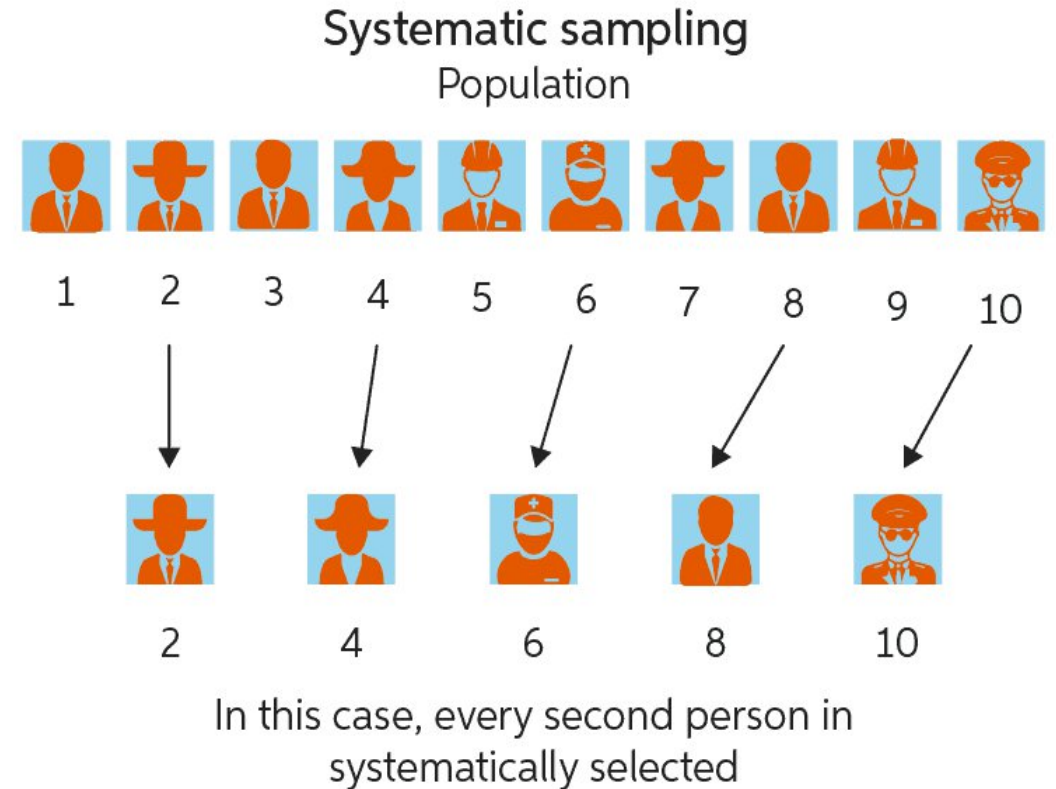 Systematic sampling
Population
1 2 3 4 5 6 7 8 9 10
2 4 6 8 10
In this case, every second person in
systematically selected